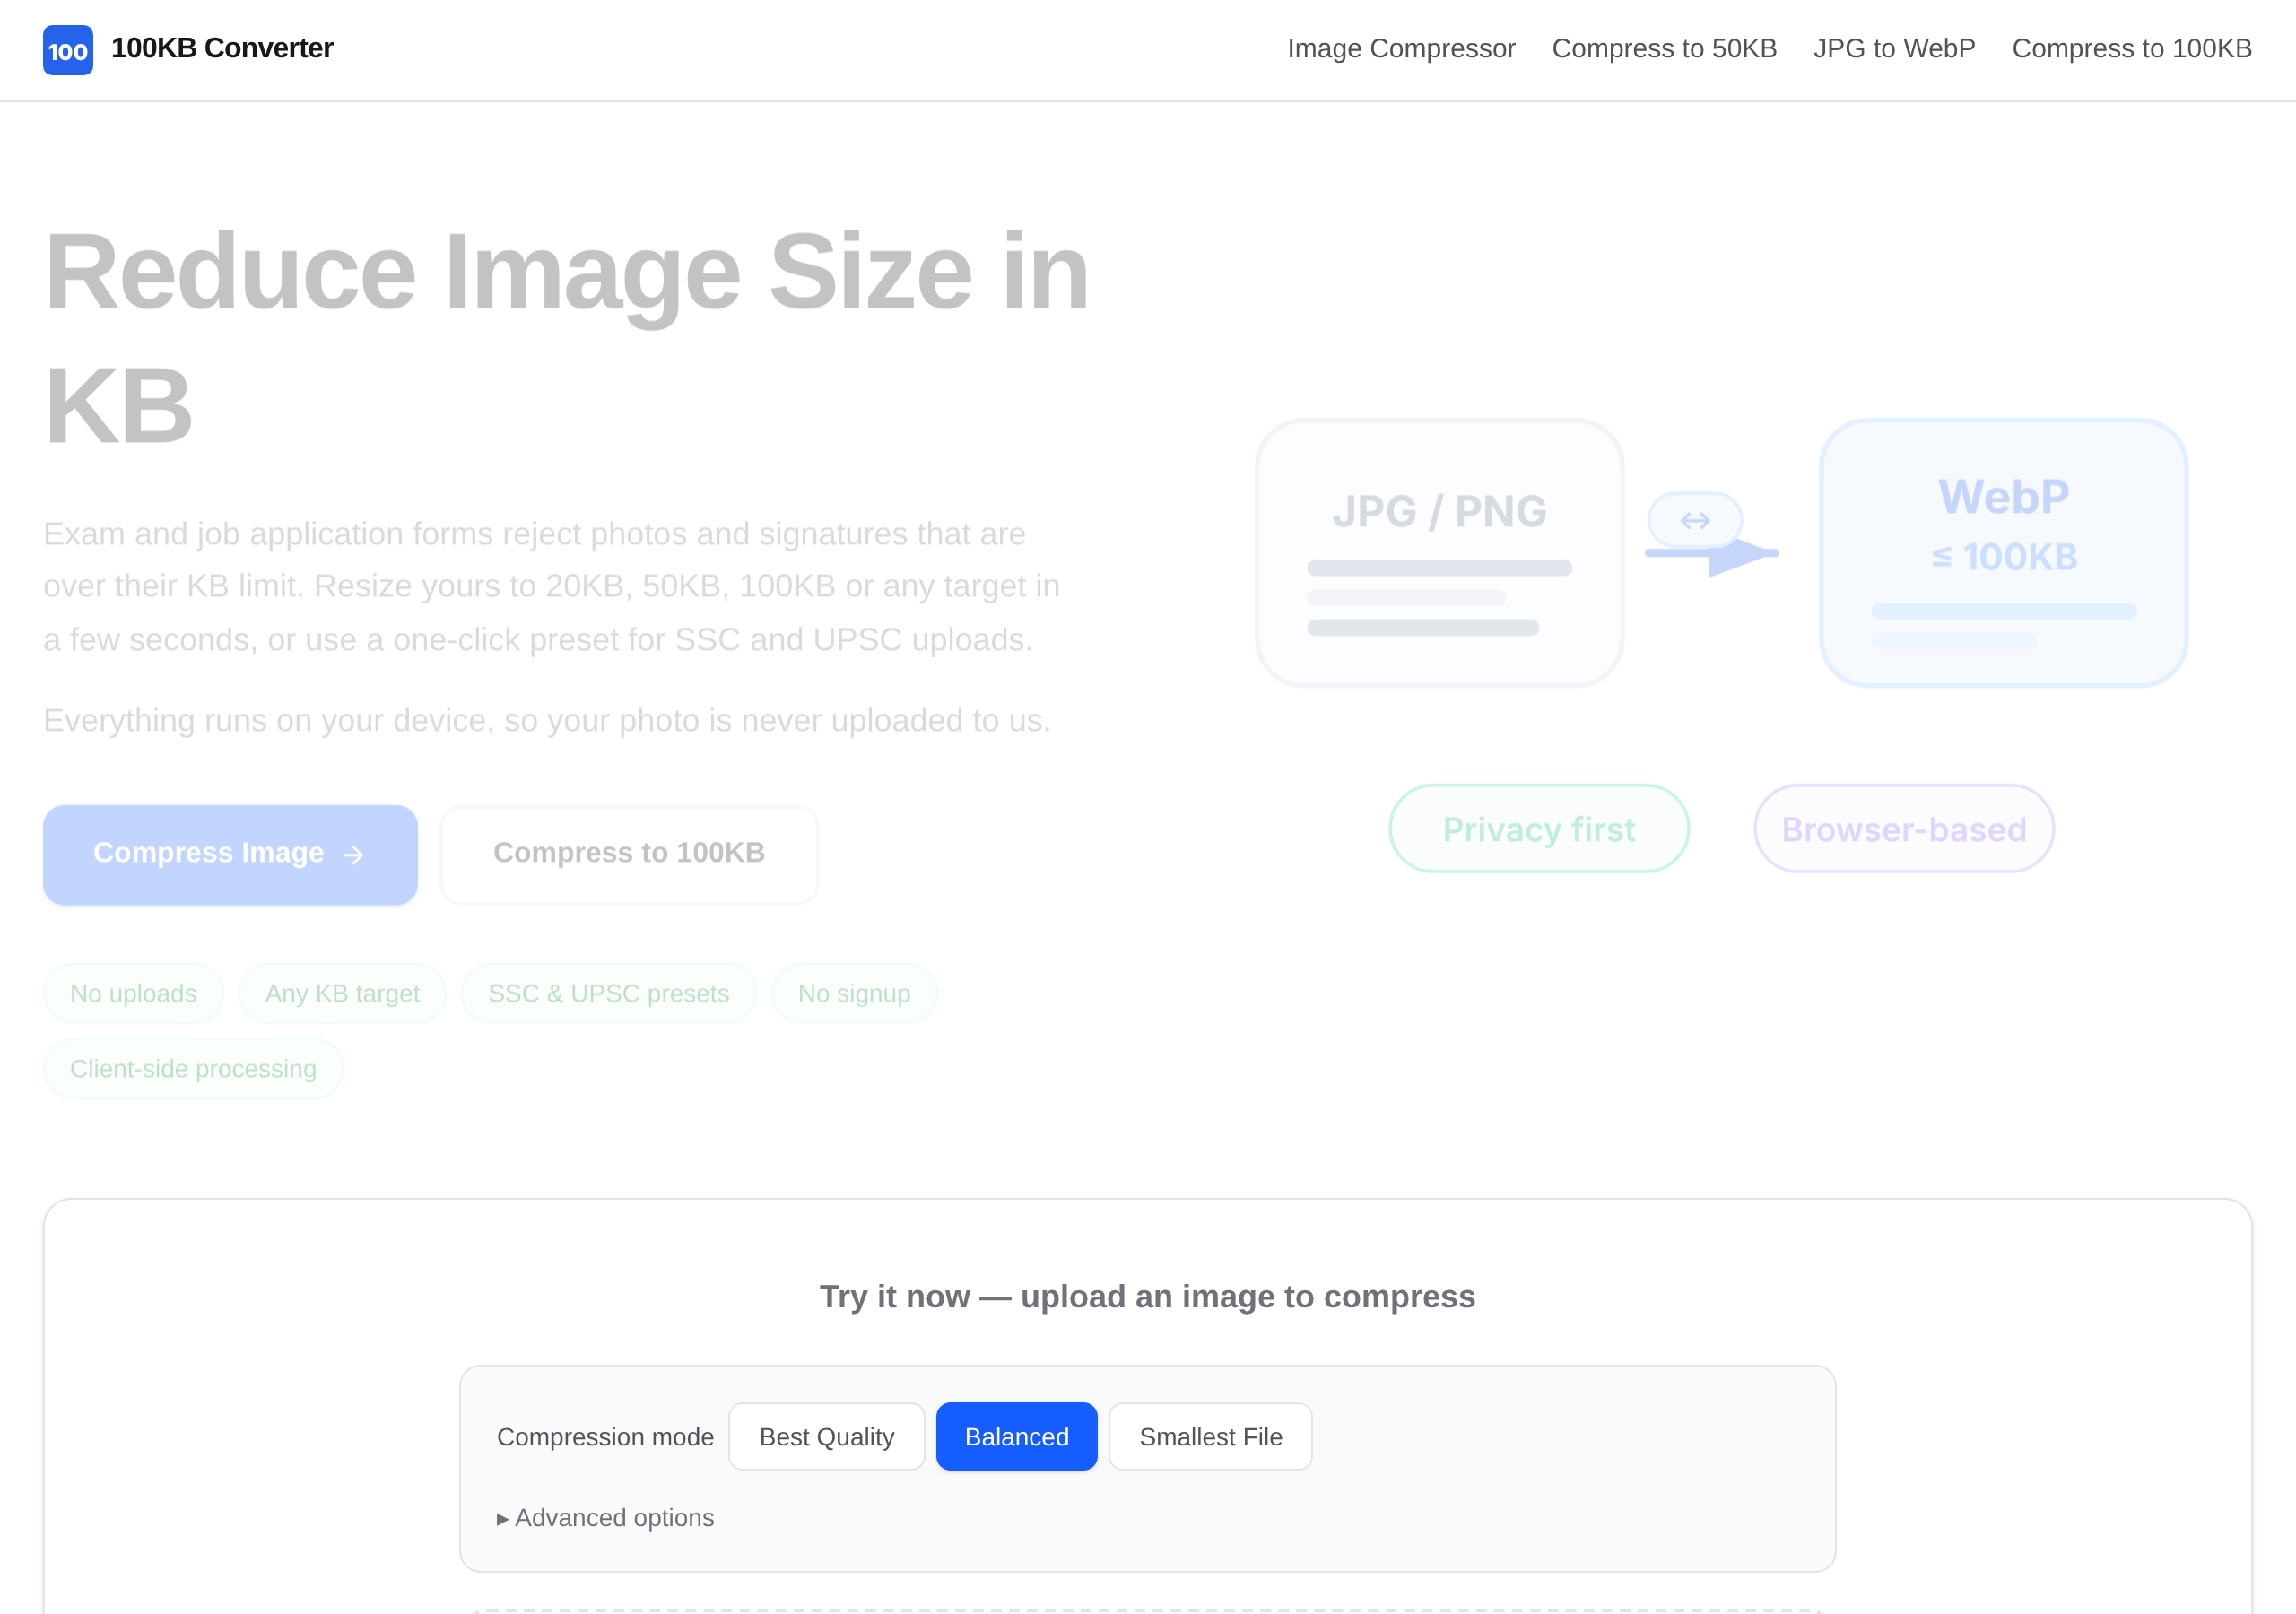 100 100KB Converter
Image Compressor Compress to 50KB JPG to WebP Compress to 100KB
Reduce Image Size in
KB
Exam and job application forms reject photos and signatures that are
over their KB limit. Resize yours to 20KB, 50KB, 100KB or any target in
a few seconds, or use a one-click preset for SSC and UPSC uploads.
Everything runs on your device, so your photo is never uploaded to us.
Compress Image → Compress to 100KB
No uploads Any KB target SSC & UPSC presets No signup
Client-side processing
JPG / PNG
↔
WebP
≤ 100KB
Privacy first Browser-based
Try it now — upload an image to compress
Compression mode Best Quality Balanced Smallest File
▸ Advanced options